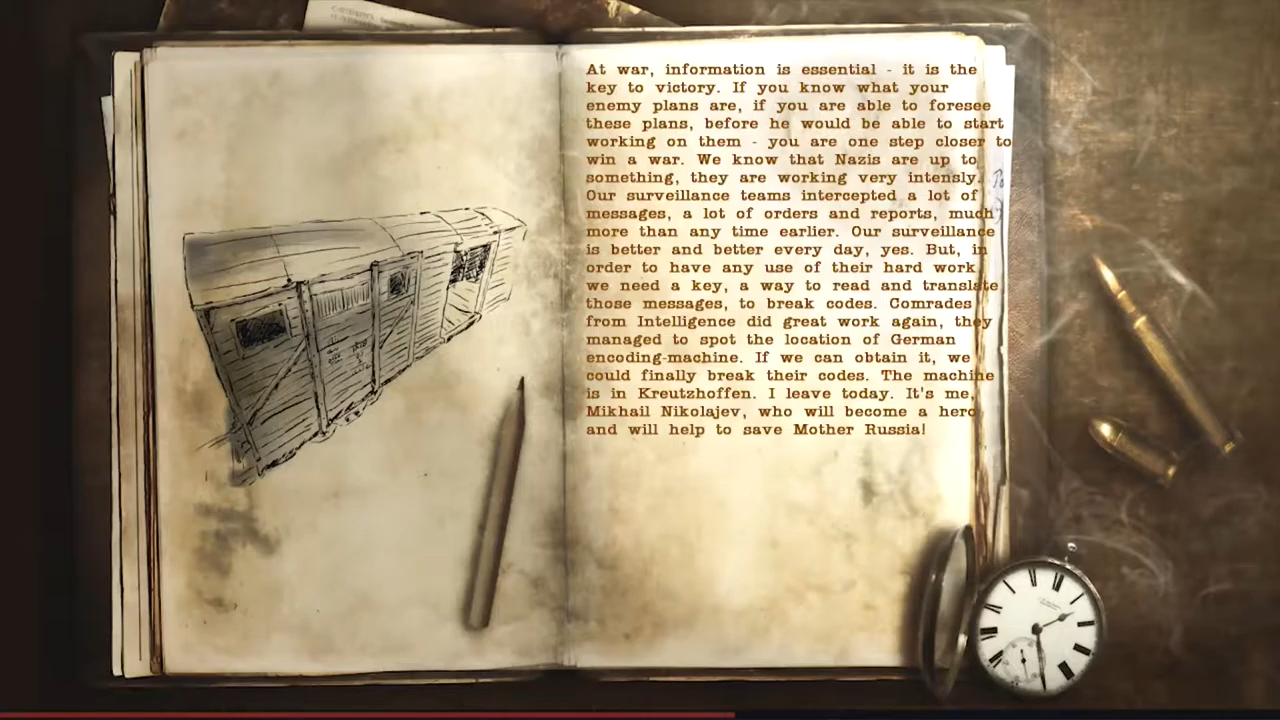 At war, information is essential - it is the
key to victory. If you know what your
enemy plans are, if you are able to foresee
these plans, before he would be able to start
working on them - you are one step closer to
win a war. We know that Nazis are up to
something, they are working very intensly.
Our surveillance teams intercepted a lot of
messages, a lot of orders and reports, much
more than any time earlier. Our surveillance
is better and better every day, yes. But, in
order to have any use of their hard work
we need a key, a way to read and translate
those messages, to break codes. Comrades
from Intelligence did great work again, they
managed to spot the location of German
encoding-machine. If we can obtain it, we
could finally break their codes. The machine
is in Kreutzhoffen. I leave today. It's me,
Mikhail Nikolajev, who will become a hero
and will help to save Mother Russia!